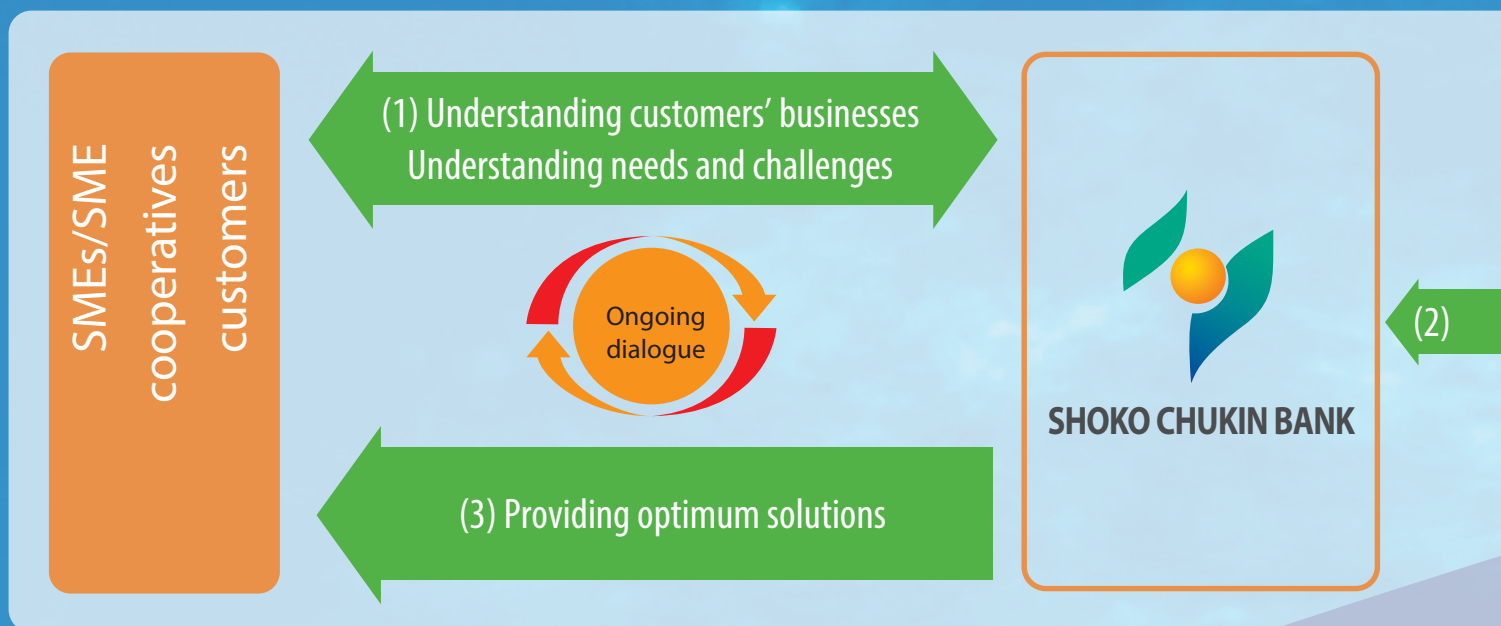 SMEs/SME
cooperatives
customers
(1) Understanding customers’ businesses
Understanding needs and challenges
Ongoing
dialogue
(3) Providing optimum solutions
SHOKO CHUKIN BANK
(2)